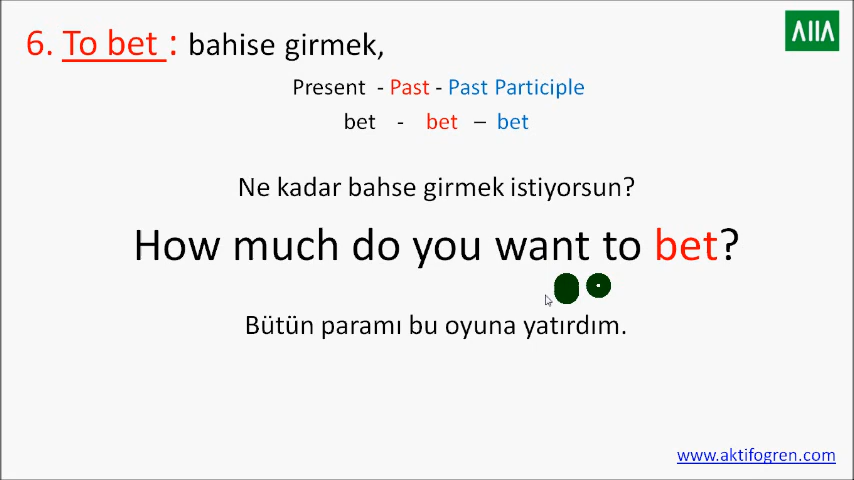 6. To bet : bahise girmek,
Present - Past - Past Participle
bet - bet – bet
Ne kadar bahse girmek istiyorsun?
How much do you want to bet?
Bütün paramı bu oyuna yatırdım.
www.aktifogren.com